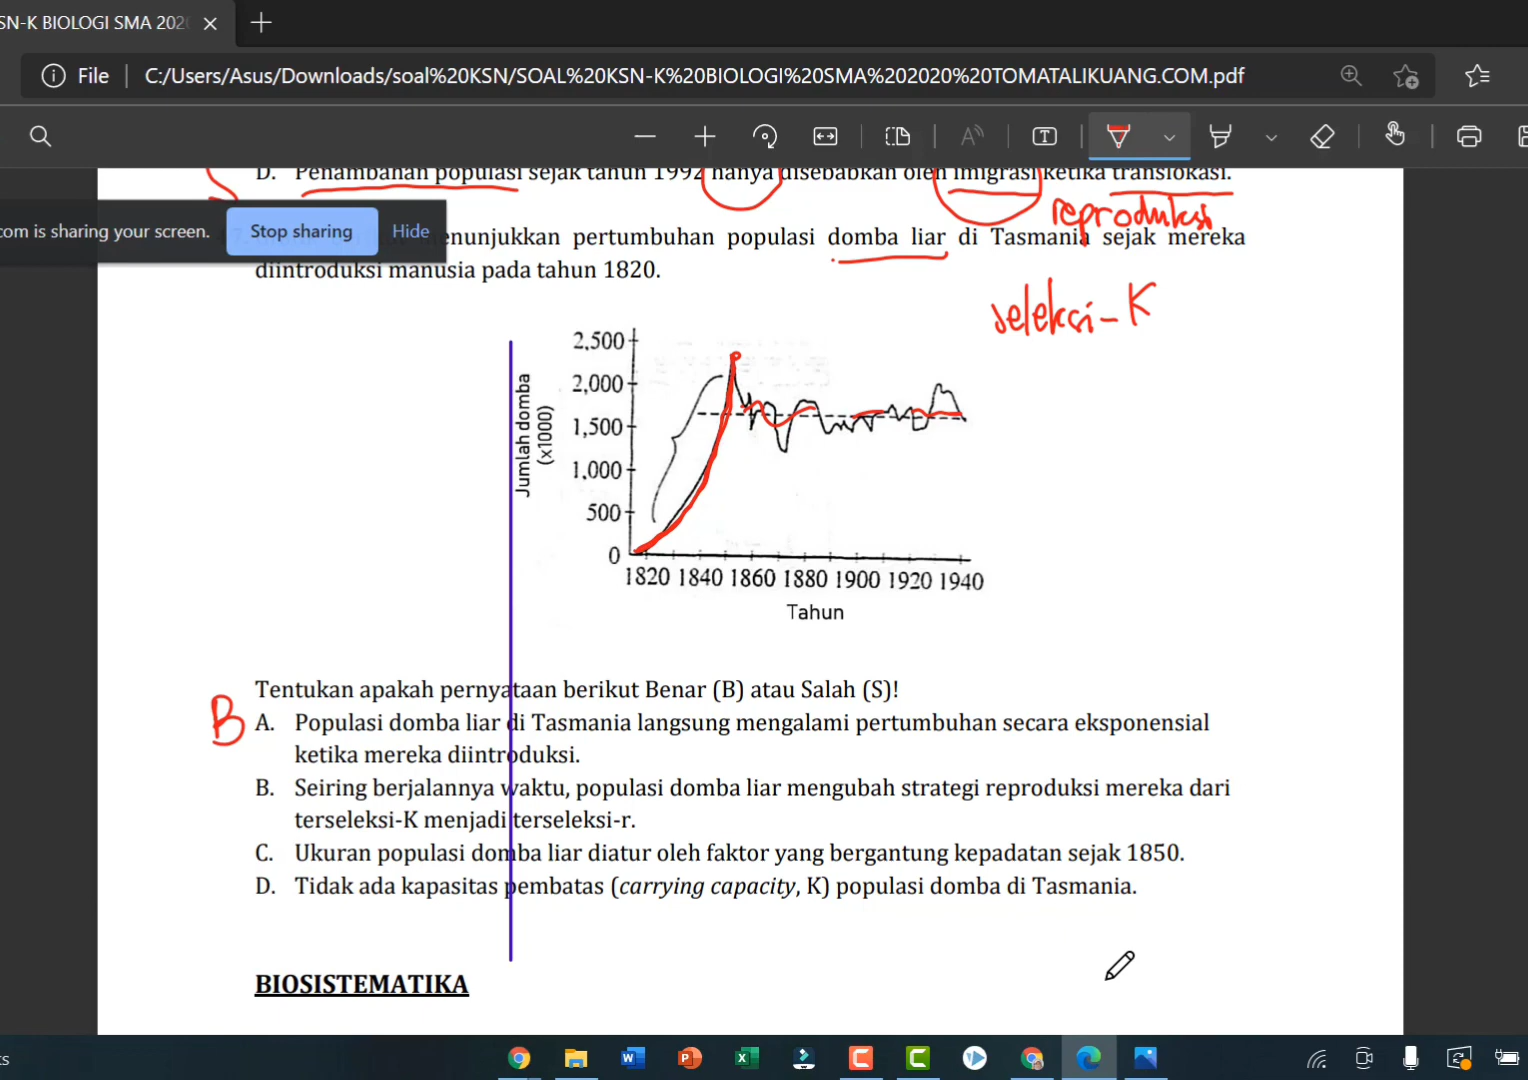 SN-K BIOLOGI SMA 202
File
C:/Users/Asus/Downloads/soal%20KSN/SOAL%20KSN-K%20BIOLOGI%20SMA%202020%20TOMATALIKUANG.COM.pdf
D. Penambahan populasi sejak tahun 1992 hanya disebabkan oleh imigrasi ketika translokasi.
reproduksi
com is sharing your screen. Stop sharing Hide
menunjukkan pertumbuhan populasi domba liar di Tasmania sejak mereka
diintroduksi manusia pada tahun 1820.
seleksi-K
Jumlah domba
(x1000)
2,500
2,000
1,500
1,000
500
0
1820 1840 1860 1880 1900 1920 1940
Tahun
Tentukan apakah pernyataan berikut Benar (B) atau Salah (S)!
B A. Populasi domba liar di Tasmania langsung mengalami pertumbuhan secara eksponensial
ketika mereka diintroduksi.
B. Seiring berjalannya waktu, populasi domba liar mengubah strategi reproduksi mereka dari
terseleksi-K menjadi terseleksi-r.
C. Ukuran populasi domba liar diatur oleh faktor yang bergantung kepadatan sejak 1850.
D. Tidak ada kapasitas pembatas (carrying capacity, K) populasi domba di Tasmania.
BIOSISTEMATIKA